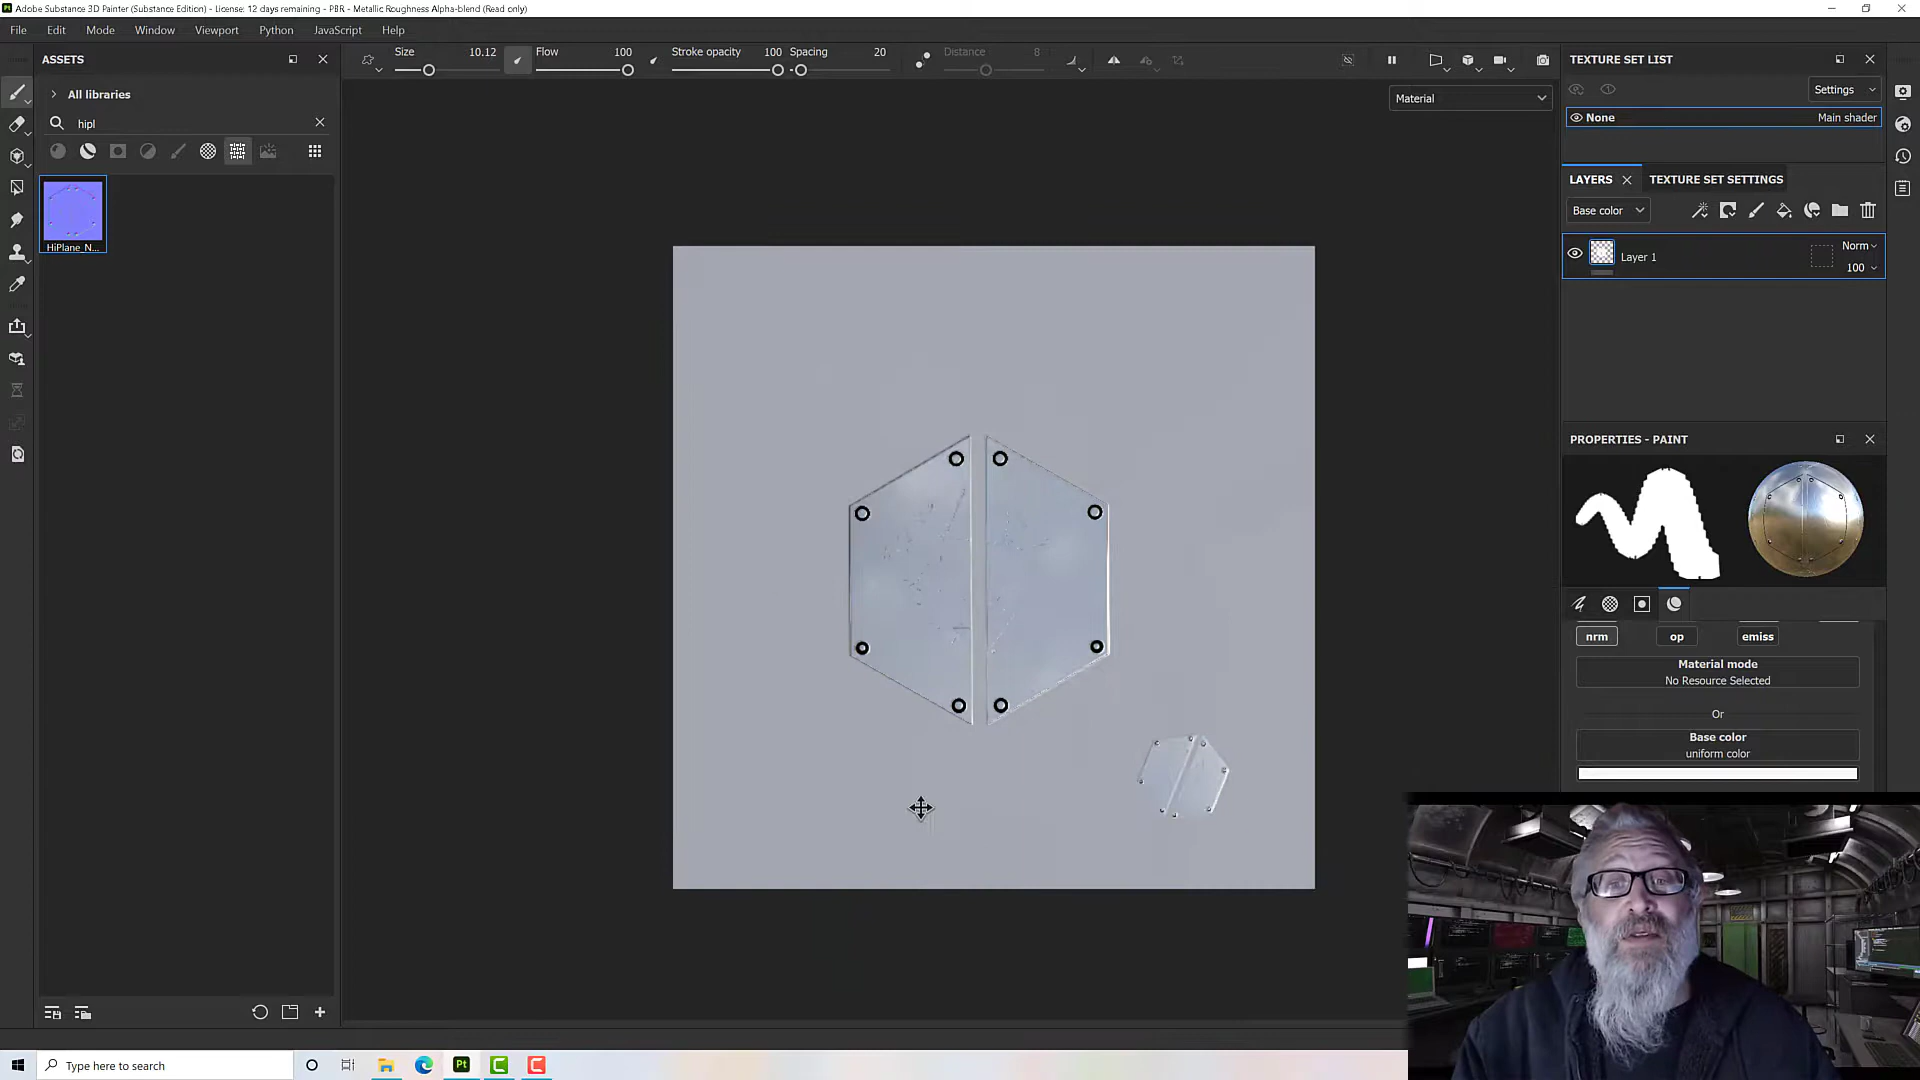 Adobe Substance 3D Painter (Substance Edition) - License: 12 days remaining - PBR - Metallic Roughness Alpha-blend (Read only)
File Edit Mode Window Viewport Python JavaScript Help
ASSETS
Size 10.12 Flow 100 Stroke opacity 100 Spacing 20 Distance 8
TEXTURE SET LIST
All libraries
Settings
Material
hipl
None Main shader
LAYERS TEXTURE SET SETTINGS
Base color
HiPlane_N...
Layer 1
Norm
100
PROPERTIES - PAINT
nrm op emiss
Material mode
No Resource Selected
Or
Base color
uniform color
Pt
Type here to search